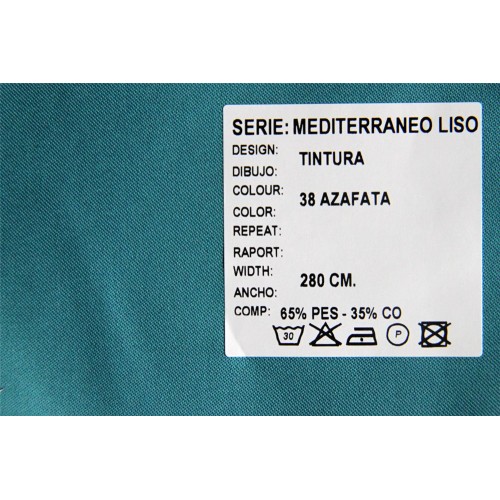 SERIE: MEDITERRANEO LISO
DESIGN:
DIBUJO: TINTURA
COLOUR:
COLOR: 38 AZAFATA
REPEAT:
RAPORT:
WIDTH:
ANCHO: 280 CM.
COMP: 65% PES - 35% CO
30 P